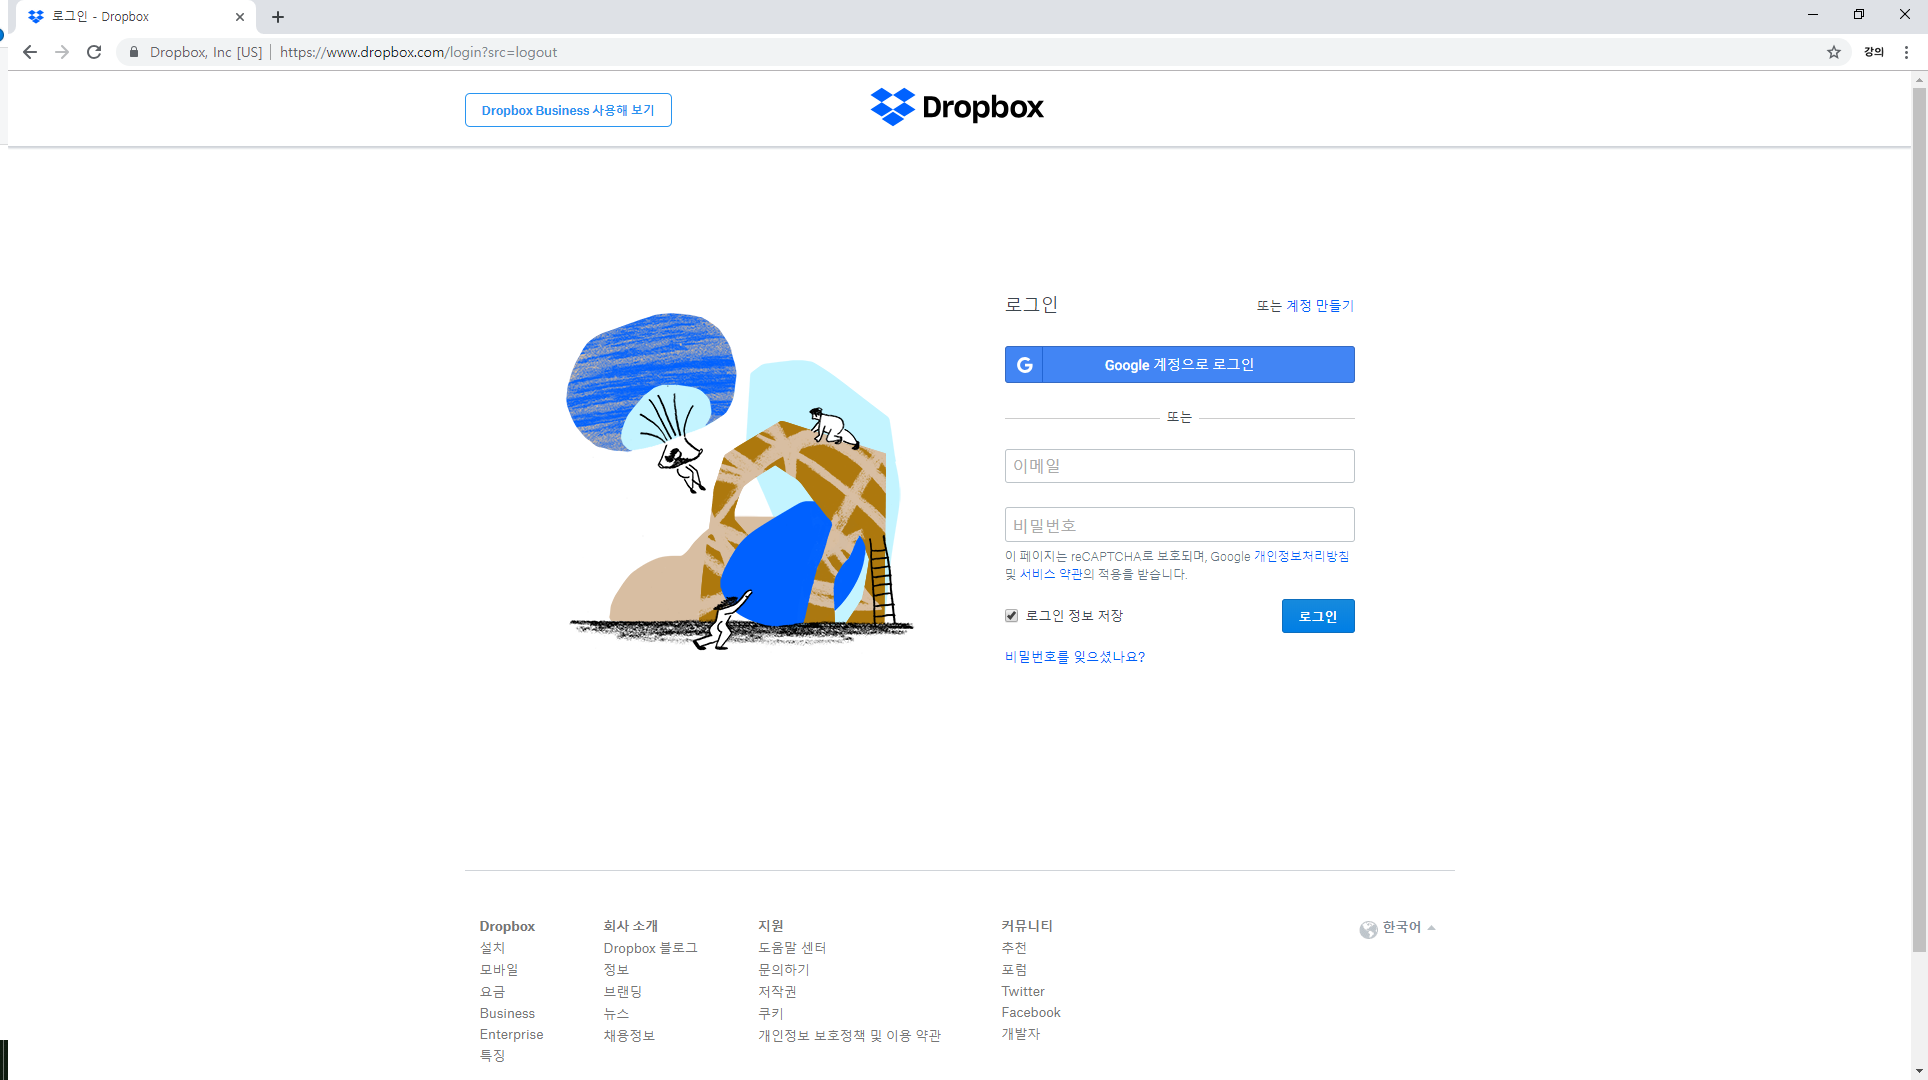 로그인 - Dropbox
Dropbox, Inc [US] | https://www.dropbox.com/login?src=logout
강의
Dropbox Business 사용해 보기
Dropbox
로그인
또는 계정 만들기
G
Google 계정으로 로그인
또는
이메일
비밀번호
이 페이지는 reCAPTCHA로 보호되며, Google 개인정보처리방침
및 서비스 약관의 적용을 받습니다.
로그인 정보 저장
로그인
비밀번호를 잊으셨나요?
Dropbox
설치
모바일
요금
Business
Enterprise
특징
회사 소개
Dropbox 블로그
정보
브랜딩
뉴스
채용정보
지원
도움말 센터
문의하기
저작권
쿠키
개인정보 보호정책 및 이용 약관
커뮤니티
추천
포럼
Twitter
Facebook
개발자
한국어